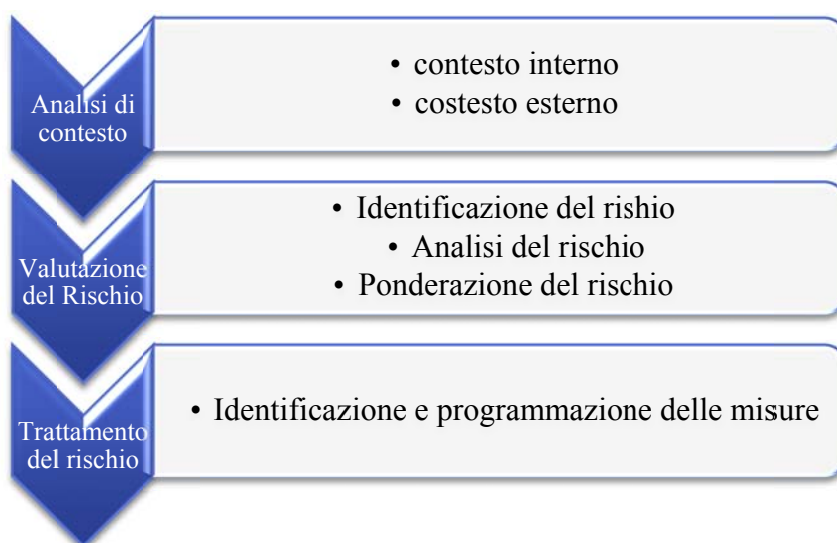 Analisi di
contesto
• contesto interno
• costesto esterno
Valutazione
del Rischio
• Identificazione del rishio
• Analisi del rischio
• Ponderazione del rischio
Trattamento
del rischio
• Identificazione e programmazione delle misure